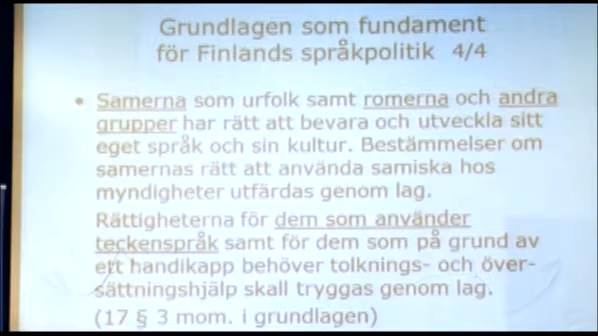 Grundlagen som fundament
för Finlands språkpolitik 4/4
• Samerna som urfolk samt romerna och andra
grupper har rätt att bevara och utveckla sitt
eget språk och sin kultur. Bestämmelser om
samernas rätt att använda samiska hos
myndigheter utfärdas genom lag.
Rättigheterna för dem som använder
teckenspråk samt för dem som på grund av
ett handikapp behöver tolknings- och över-
sättningshjälp skall tryggas genom lag.
(17 § 3 mom. i grundlagen)